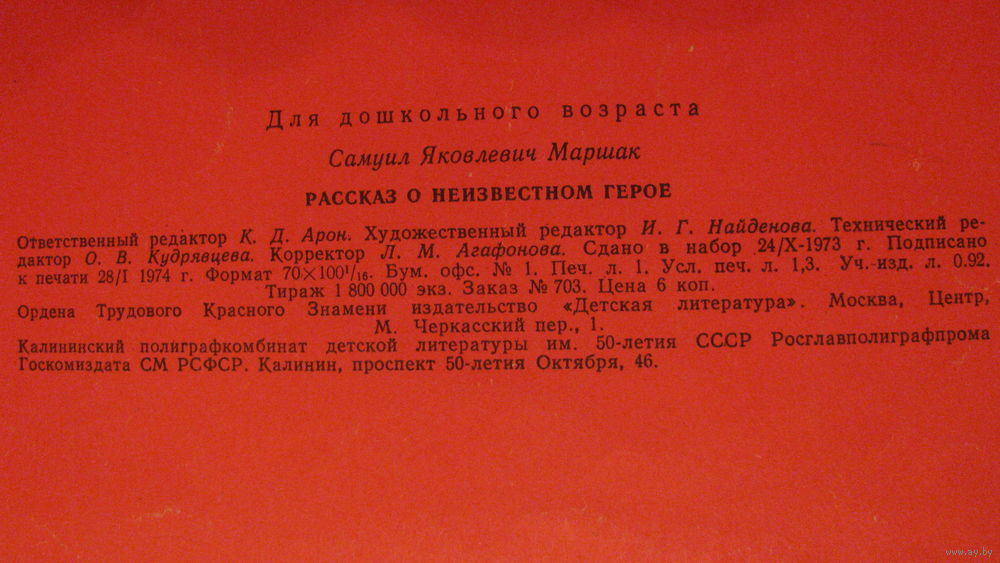 Для дошкольного возраста
Самуил Яковлевич Маршак
РАССКАЗ О НЕИЗВЕСТНОМ ГЕРОЕ
Ответственный редактор К. Д. Арон. Художественный редактор И. Г. Найденова. Технический ре-
дактор О. В. Кудрявцева. Корректор Л. М. Агафонова. Сдано в набор 24/X-1973 г. Подписано
к печати 28/I 1974 г. Формат 70×100¹/₁₆. Бум. офс. № 1. Печ. л. 1. Усл. печ. л. 1,3. Уч.-изд. л. 0.92.
Тираж 1 800 000 экз. Заказ № 703. Цена 6 коп.
Ордена Трудового Красного Знамени издательство «Детская литература». Москва, Центр,
М. Черкасский пер., 1.
Калининский полиграфкомбинат детской литературы им. 50-летия СССР Росглавполиграфпрома
Госкомиздата СМ РСФСР. Калинин, проспект 50-летия Октября, 46.
www.ay.by